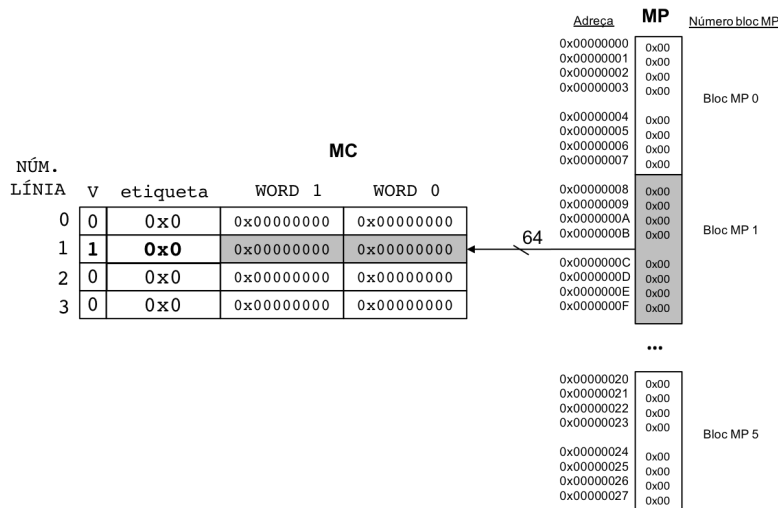 Adreça MP Número bloc MP
0x00000000 0x00
0x00000001 0x00
0x00000002 0x00
0x00000003 0x00
Bloc MP 0
0x00000004 0x00
0x00000005 0x00
0x00000006 0x00
0x00000007 0x00
MC
NÚM.
LÍNIA V etiqueta WORD 1 WORD 0
0 0 0x0 0x00000000 0x00000000
1 1 0x0 0x00000000 0x00000000
2 0 0x0 0x00000000 0x00000000
3 0 0x0 0x00000000 0x00000000
64
0x00000008 0x00
0x00000009 0x00
0x0000000A 0x00
0x0000000B 0x00
Bloc MP 1
0x0000000C 0x00
0x0000000D 0x00
0x0000000E 0x00
0x0000000F 0x00
...
0x00000020 0x00
0x00000021 0x00
0x00000022 0x00
0x00000023 0x00
Bloc MP 5
0x00000024 0x00
0x00000025 0x00
0x00000026 0x00
0x00000027 0x00